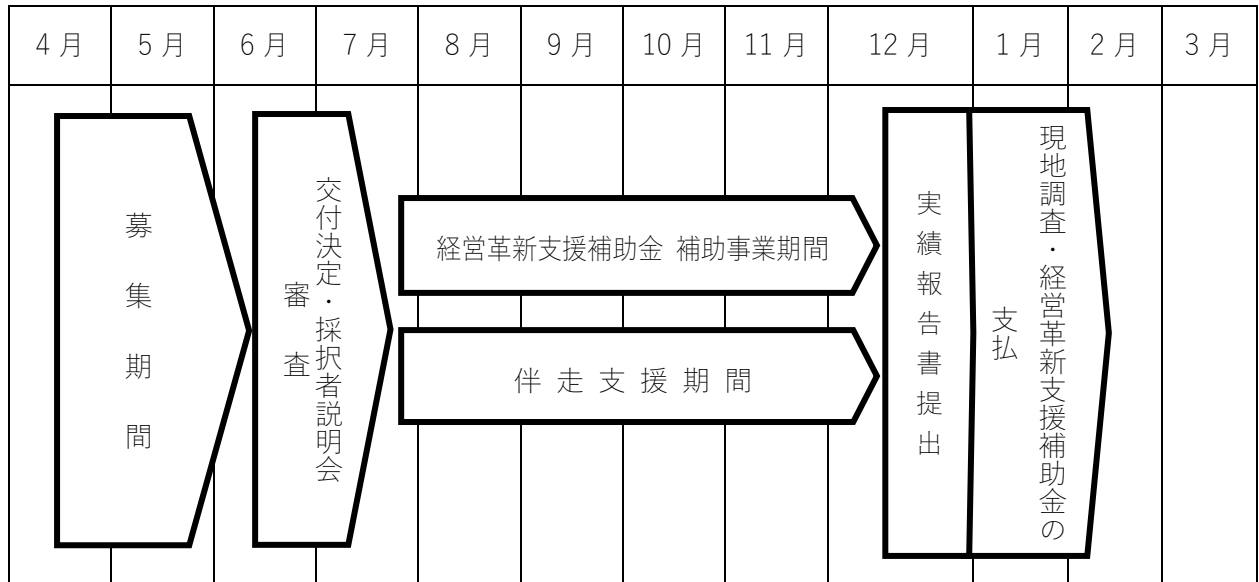 4月 5月 6月 7月 8月 9月 10月 11月 12月 1月 2月 3月
募集期間
審査
交付決定・採択者説明会
経営革新支援補助金 補助事業期間
伴走支援期間
実績報告書提出
現地調査・経営革新支援補助金の
支払